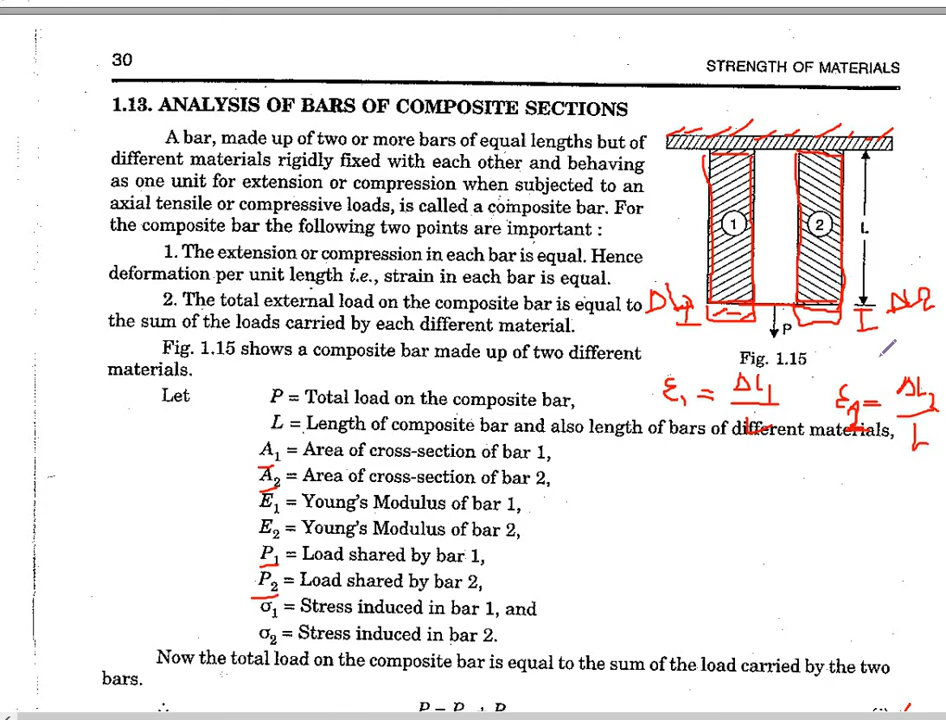 30
STRENGTH OF MATERIALS
1.13. ANALYSIS OF BARS OF COMPOSITE SECTIONS
A bar, made up of two or more bars of equal lengths but of
different materials rigidly fixed with each other and behaving
as one unit for extension or compression when subjected to an
axial tensile or compressive loads, is called a composite bar. For
the composite bar the following two points are important :
1. The extension or compression in each bar is equal. Hence
deformation per unit length i.e., strain in each bar is equal.
2. The total external load on the composite bar is equal to
the sum of the loads carried by each different material.
Fig. 1.15 shows a composite bar made up of two different
materials.
1
2
L
P
Fig. 1.15
ε₁ = ΔL₁
ΔL₂
L
Let
P = Total load on the composite bar,
L = Length of composite bar and also length of bars of different materials,
A₁ = Area of cross-section of bar 1,
A₂ = Area of cross-section of bar 2,
E₁ = Young's Modulus of bar 1,
E₂ = Young's Modulus of bar 2,
P₁ = Load shared by bar 1,
P₂ = Load shared by bar 2,
σ₁ = Stress induced in bar 1, and
σ₂ = Stress induced in bar 2.
Now the total load on the composite bar is equal to the sum of the load carried by the two
bars.